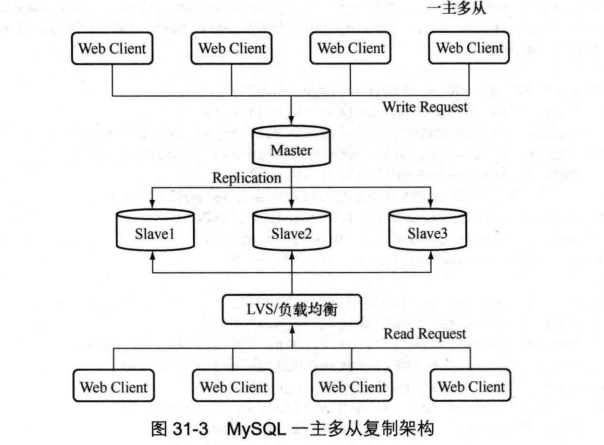 一主多从
Web Client Web Client Web Client Web Client
Write Request
Master
Replication
Slave1 Slave2 Slave3
LVS/负载均衡
Read Request
Web Client Web Client Web Client Web Client
图 31-3 MySQL 一主多从复制架构